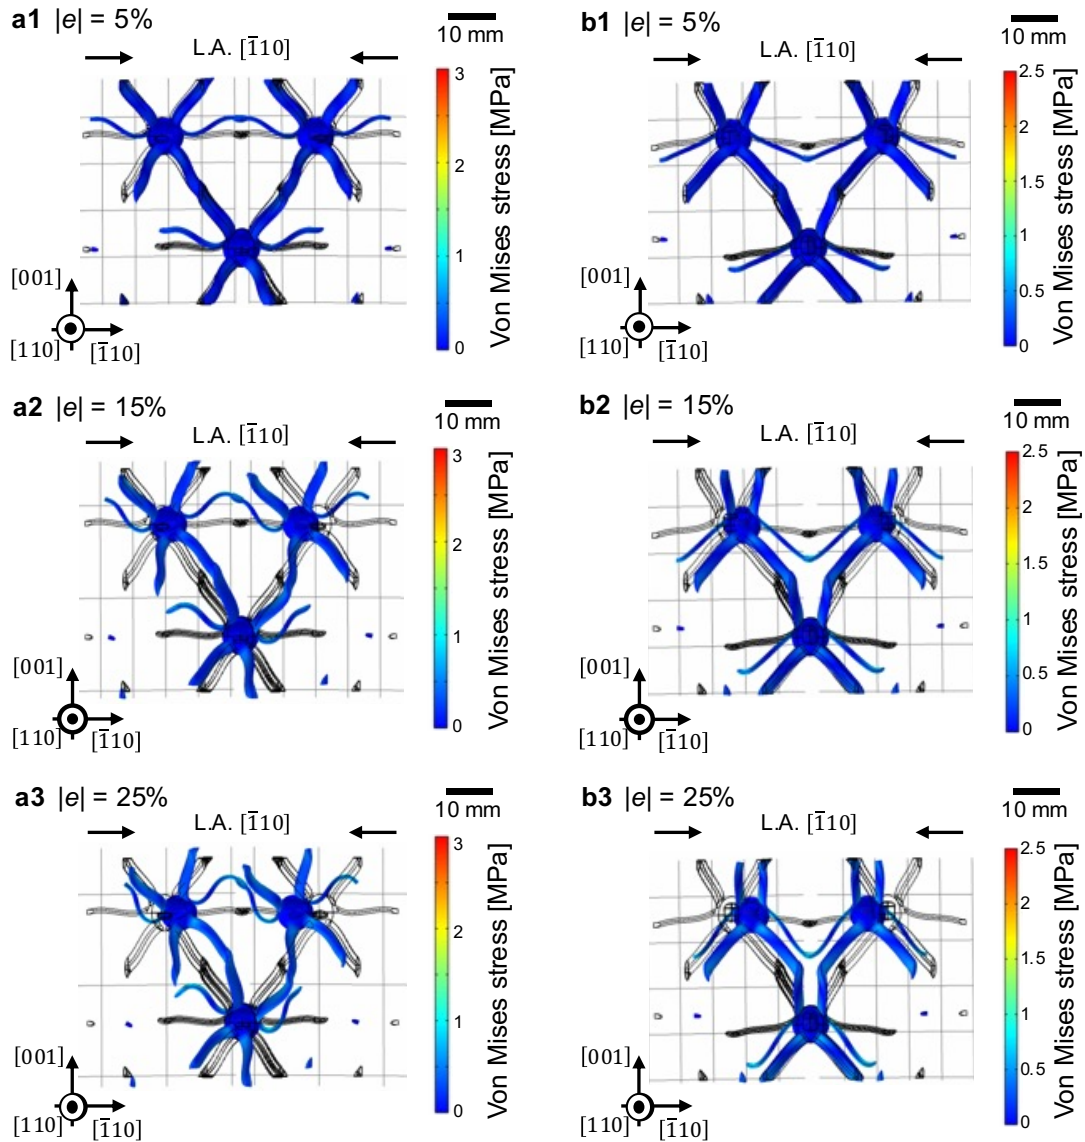 a1 |e| = 5%
10 mm
L.A. [1̅10]
3
2
1
0
Von Mises stress [MPa]
[001]
[110]
[1̅10]
b1 |e| = 5%
10 mm
L.A. [1̅10]
2.5
2
1.5
1
0.5
0
Von Mises stress [MPa]
[001]
[110]
[1̅10]
a2 |e| = 15%
10 mm
L.A. [1̅10]
3
2
1
0
Von Mises stress [MPa]
[001]
[110]
[1̅10]
b2 |e| = 15%
10 mm
L.A. [1̅10]
2.5
2
1.5
1
0.5
0
Von Mises stress [MPa]
[001]
[110]
[1̅10]
a3 |e| = 25%
10 mm
L.A. [1̅10]
3
2
1
0
Von Mises stress [MPa]
[001]
[110]
[1̅10]
b3 |e| = 25%
10 mm
L.A. [1̅10]
2.5
2
1.5
1
0.5
0
Von Mises stress [MPa]
[001]
[110]
[1̅10]